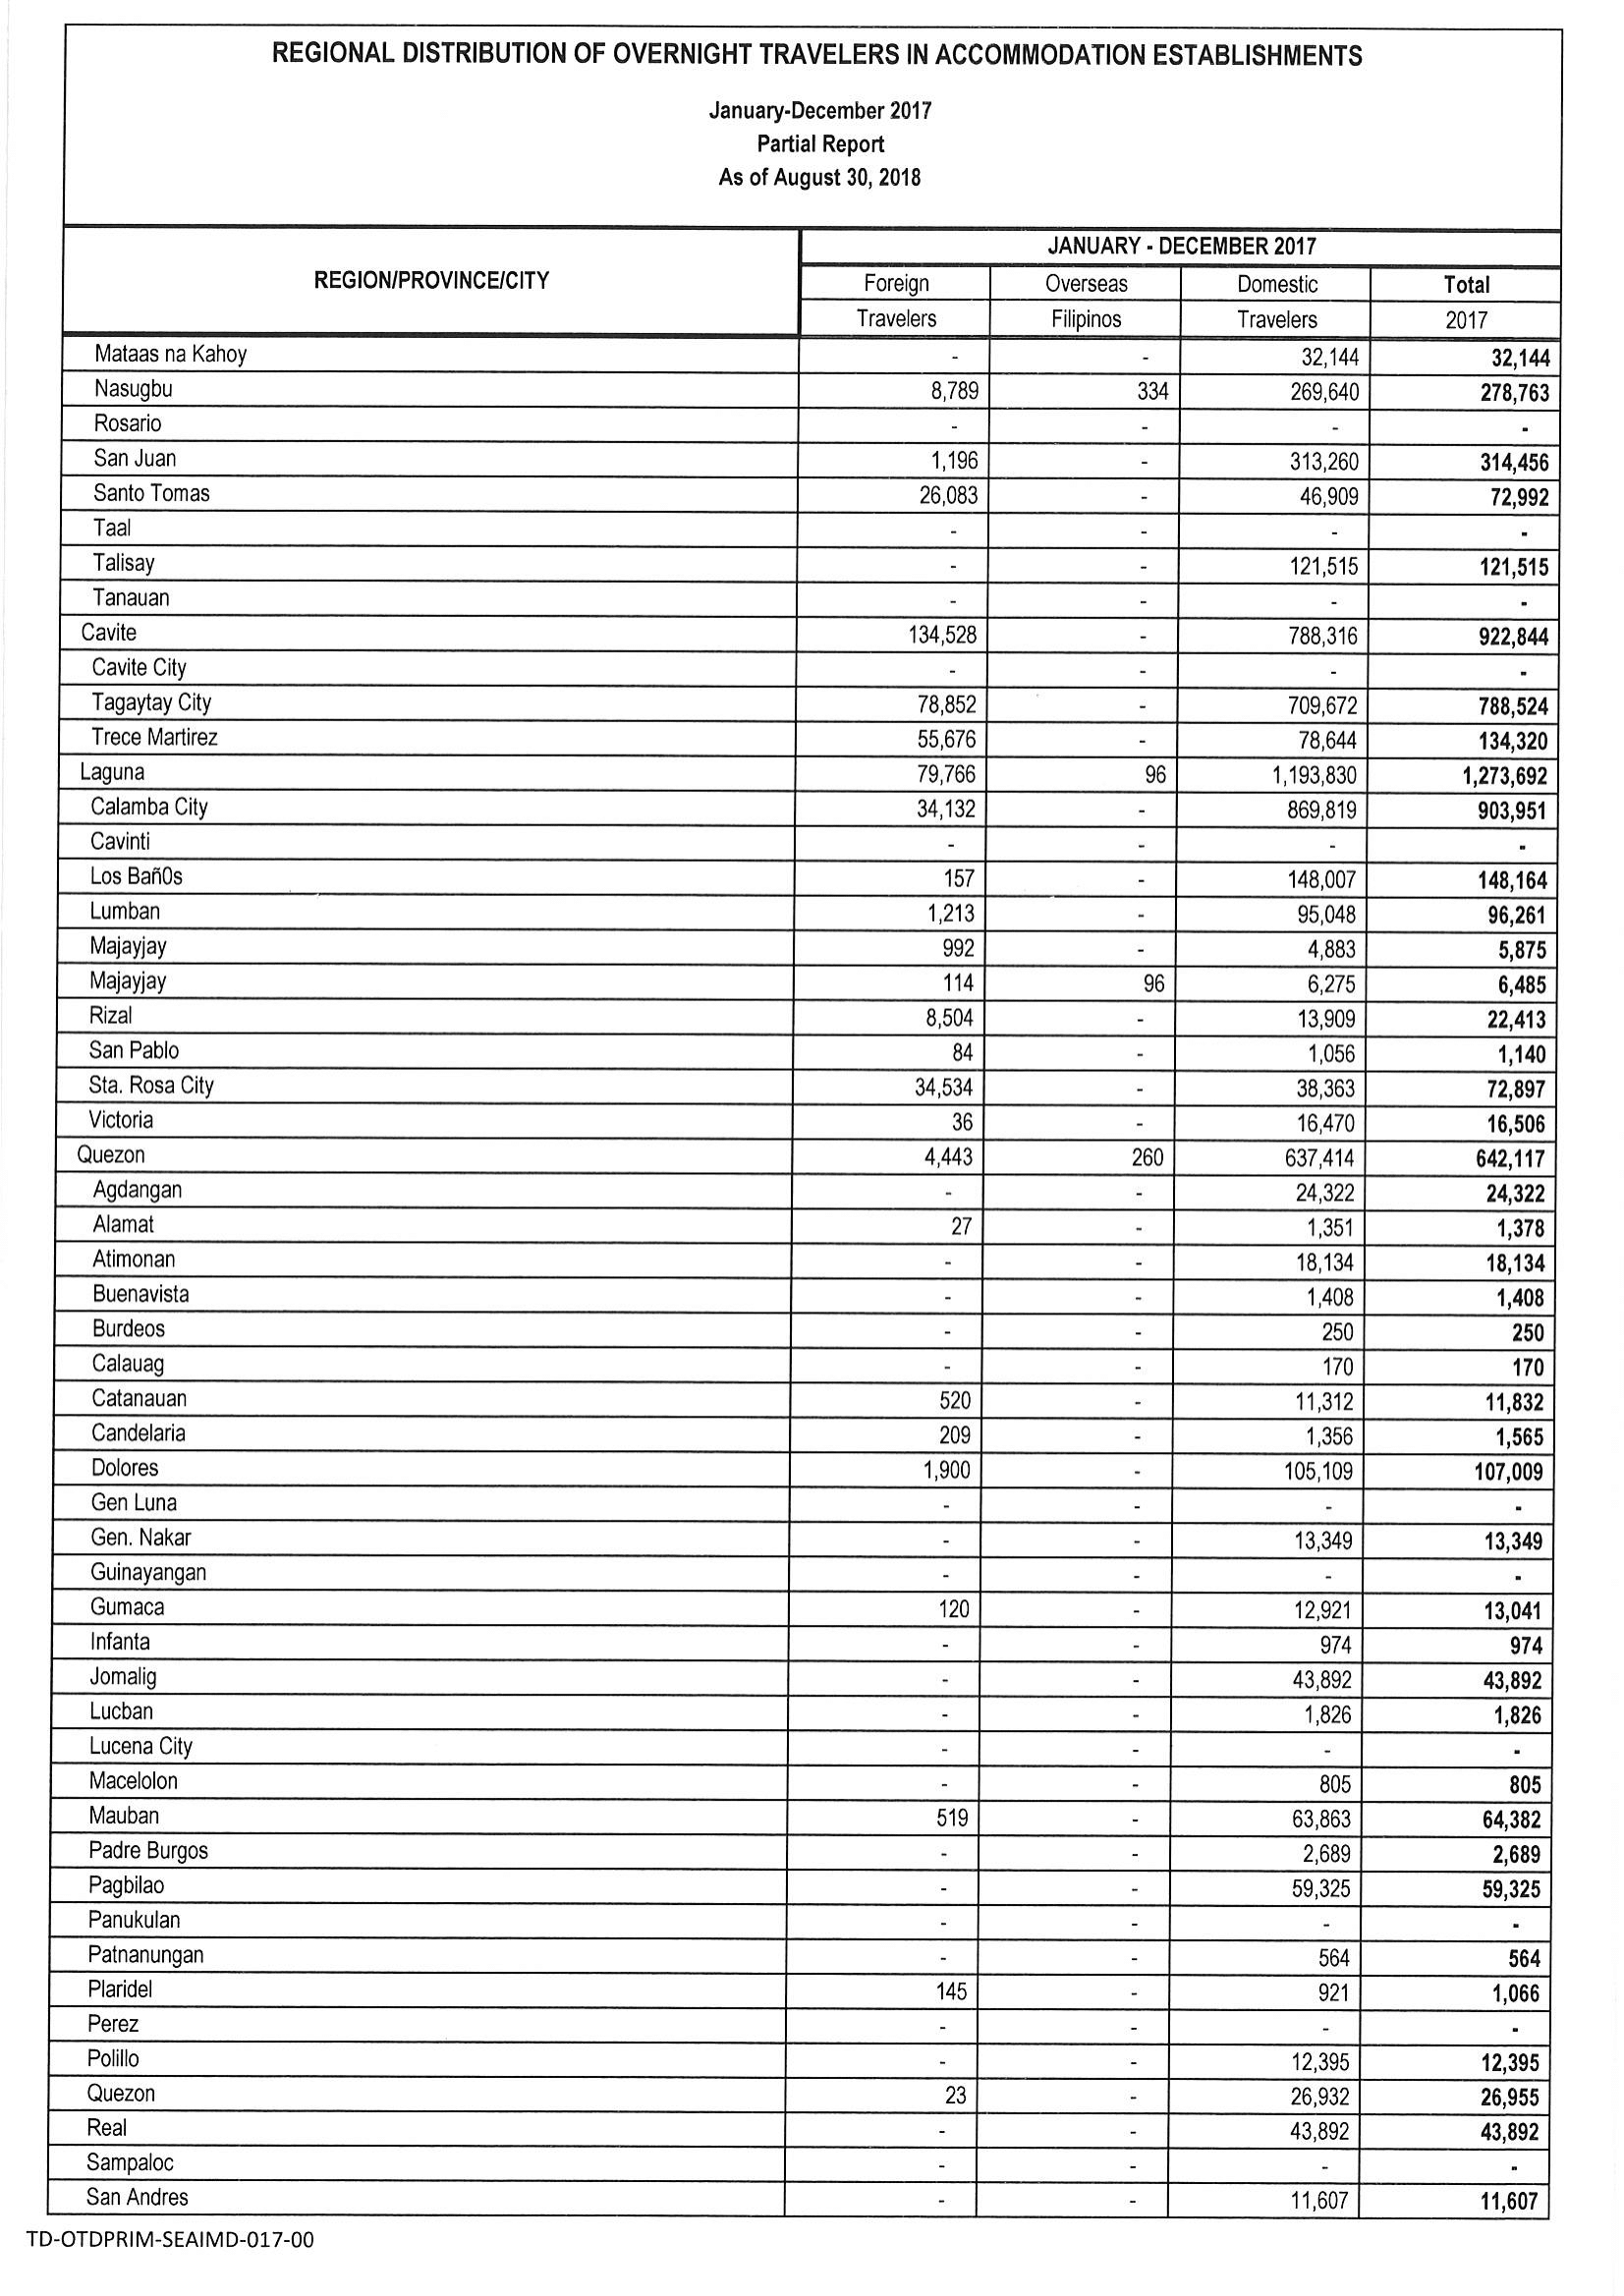 REGIONAL DISTRIBUTION OF OVERNIGHT TRAVELERS IN ACCOMMODATION ESTABLISHMENTS
January-December 2017
Partial Report
As of August 30, 2018
REGION/PROVINCE/CITY
JANUARY - DECEMBER 2017
Foreign Overseas Domestic Total
Travelers Filipinos Travelers 2017
Mataas na Kahoy - - 32,144 32,144
Nasugbu 8,789 334 269,640 278,763
Rosario - - - -
San Juan 1,196 - 313,260 314,456
Santo Tomas 26,083 - 46,909 72,992
Taal - - - -
Talisay - - 121,515 121,515
Tanauan - - - -
Cavite 134,528 - 788,316 922,844
Cavite City - - - -
Tagaytay City 78,852 - 709,672 788,524
Trece Martirez 55,676 - 78,644 134,320
Laguna 79,766 96 1,193,830 1,273,692
Calamba City 34,132 - 869,819 903,951
Cavinti - - - -
Los Bañ0s 157 - 148,007 148,164
Lumban 1,213 - 95,048 96,261
Majayjay 992 - 4,883 5,875
Majayjay 114 96 6,275 6,485
Rizal 8,504 - 13,909 22,413
San Pablo 84 - 1,056 1,140
Sta. Rosa City 34,534 - 38,363 72,897
Victoria 36 - 16,470 16,506
Quezon 4,443 260 637,414 642,117
Agdangan - - 24,322 24,322
Alamat 27 - 1,351 1,378
Atimonan - - 18,134 18,134
Buenavista - - 1,408 1,408
Burdeos - - 250 250
Calauag - - 170 170
Catanauan 520 - 11,312 11,832
Candelaria 209 - 1,356 1,565
Dolores 1,900 - 105,109 107,009
Gen Luna - - - -
Gen. Nakar - - 13,349 13,349
Guinayangan - - - -
Gumaca 120 - 12,921 13,041
Infanta - - 974 974
Jomalig - - 43,892 43,892
Lucban - - 1,826 1,826
Lucena City - - - -
Macelolon - - 805 805
Mauban 519 - 63,863 64,382
Padre Burgos - - 2,689 2,689
Pagbilao - - 59,325 59,325
Panukulan - - - -
Patnanungan - - 564 564
Plaridel 145 - 921 1,066
Perez - - - -
Polillo - - 12,395 12,395
Quezon 23 - 26,932 26,955
Real - - 43,892 43,892
Sampaloc - - - -
San Andres - - 11,607 11,607
TD-OTDPRIM-SEAIMD-017-00